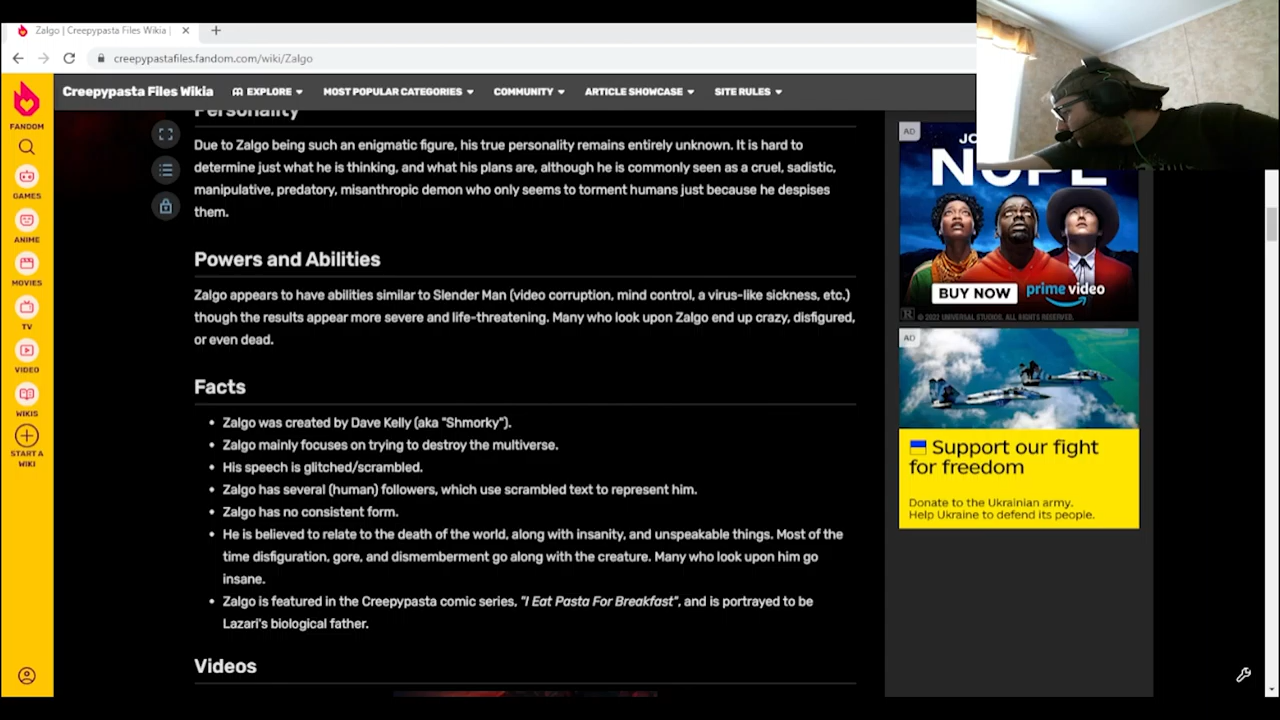 Zalgo | Creepypasta Files Wikia |
creepypastafiles.fandom.com/wiki/Zalgo
Creepypasta Files Wikia
EXPLORE
MOST POPULAR CATEGORIES
COMMUNITY
ARTICLE SHOWCASE
SITE RULES
FANDOM
GAMES
ANIME
MOVIES
TV
VIDEO
WIKIS
START A
WIKI
Personality
Due to Zalgo being such an enigmatic figure, his true personality remains entirely unknown. It is hard to
determine just what he is thinking, and what his plans are, although he is commonly seen as a cruel, sadistic,
manipulative, predatory, misanthropic demon who only seems to torment humans just because he despises
them.
Powers and Abilities
Zalgo appears to have abilities similar to Slender Man (video corruption, mind control, a virus-like sickness, etc.)
though the results appear more severe and life-threatening. Many who look upon Zalgo end up crazy, disfigured,
or even dead.
Facts
• Zalgo was created by Dave Kelly (aka "Shmorky").
• Zalgo mainly focuses on trying to destroy the multiverse.
• His speech is glitched/scrambled.
• Zalgo has several (human) followers, which use scrambled text to represent him.
• Zalgo has no consistent form.
• He is believed to relate to the death of the world, along with insanity, and unspeakable things. Most of the
time disfiguration, gore, and dismemberment go along with the creature. Many who look upon him go
insane.
• Zalgo is featured in the Creepypasta comic series, "I Eat Pasta For Breakfast", and is portrayed to be
Lazari's biological father.
Videos
AD
NOPE
BUY NOW
prime video
R © 2022 UNIVERSAL STUDIOS. ALL RIGHTS RESERVED.
AD
Support our fight
for freedom
Donate to the Ukrainian army.
Help Ukraine to defend its people.